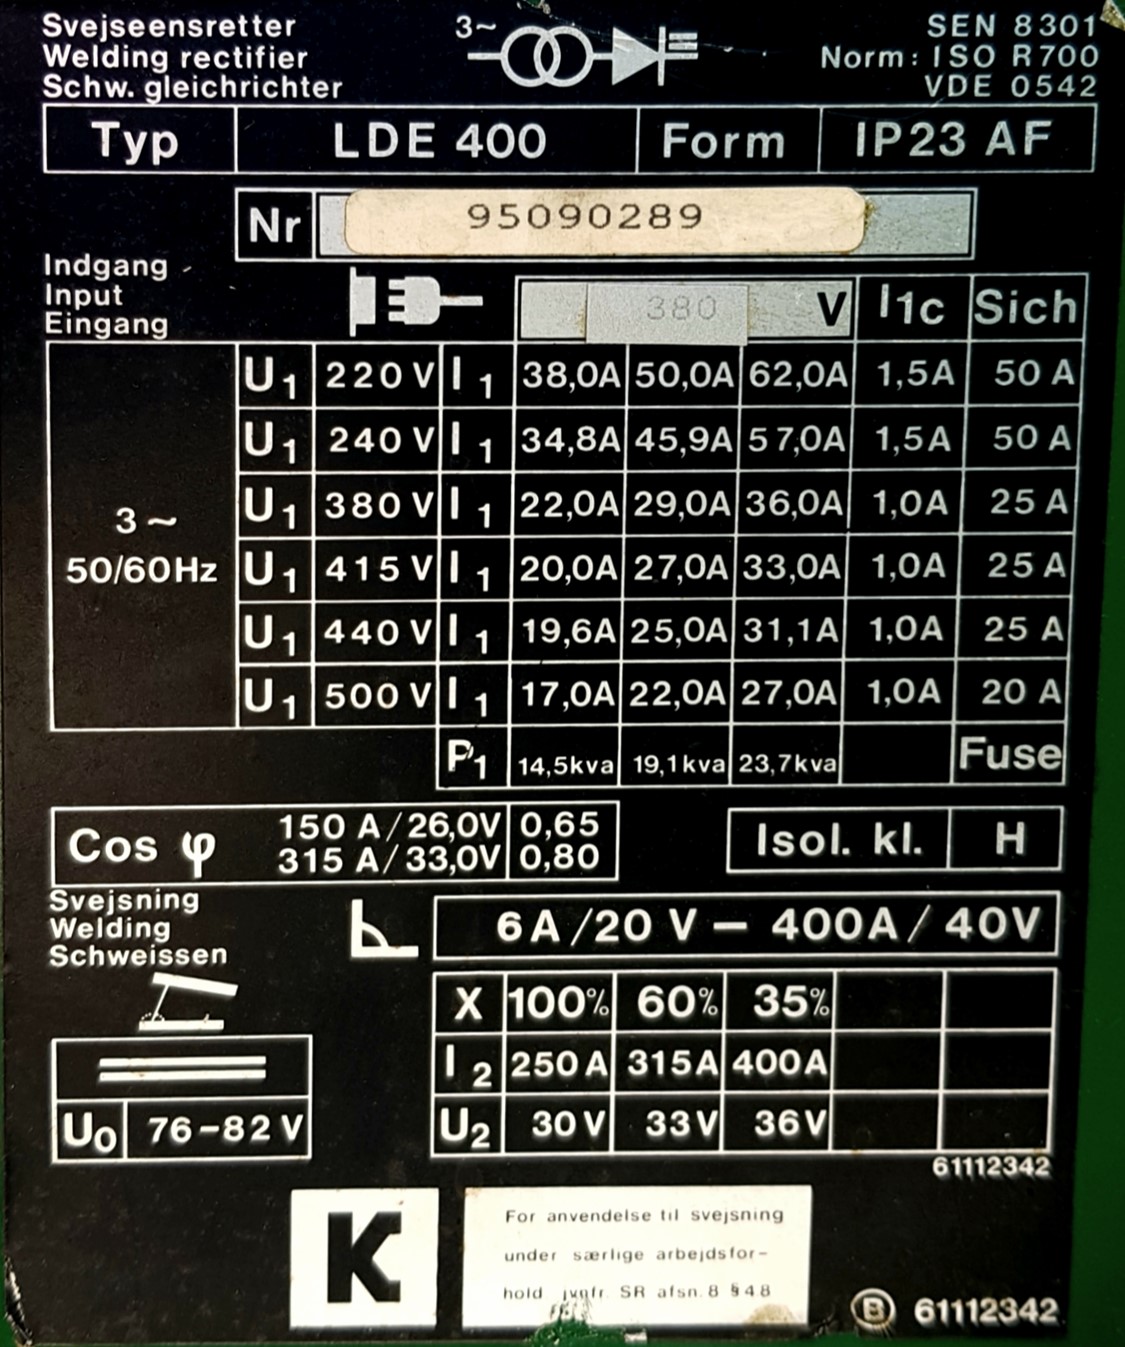 Svejseensretter
Welding rectifier
Schw. gleichrichter
3~
SEN 8301
Norm: ISO R700
VDE 0542
Typ LDE 400 Form IP23 AF
Nr 95090289
Indgang
Input
Eingang
380 V I1c Sich
3~
50/60Hz
U1 220 V I1 38,0A 50,0A 62,0A 1,5A 50 A
U1 240 V I1 34,8A 45,9A 57,0A 1,5A 50 A
U1 380 V I1 22,0A 29,0A 36,0A 1,0A 25 A
U1 415 V I1 20,0A 27,0A 33,0A 1,0A 25 A
U1 440 V I1 19,6A 25,0A 31,1A 1,0A 25 A
U1 500 V I1 17,0A 22,0A 27,0A 1,0A 20 A
P1 14,5kva 19,1kva 23,7kva Fuse
Cos φ
150 A/26,0V 0,65
315 A/33,0V 0,80
Isol. kl. H
Svejsning
Welding
Schweissen
6A/20 V – 400A/40V
X 100% 60% 35%
I2 250A 315A 400A
U2 30V 33V 36V
U0 76-82 V
61112342
K
For anvendelse til svejsning
under særlige arbejdsfor-
hold jvnfr. SR afsn. 8 §48
B 61112342